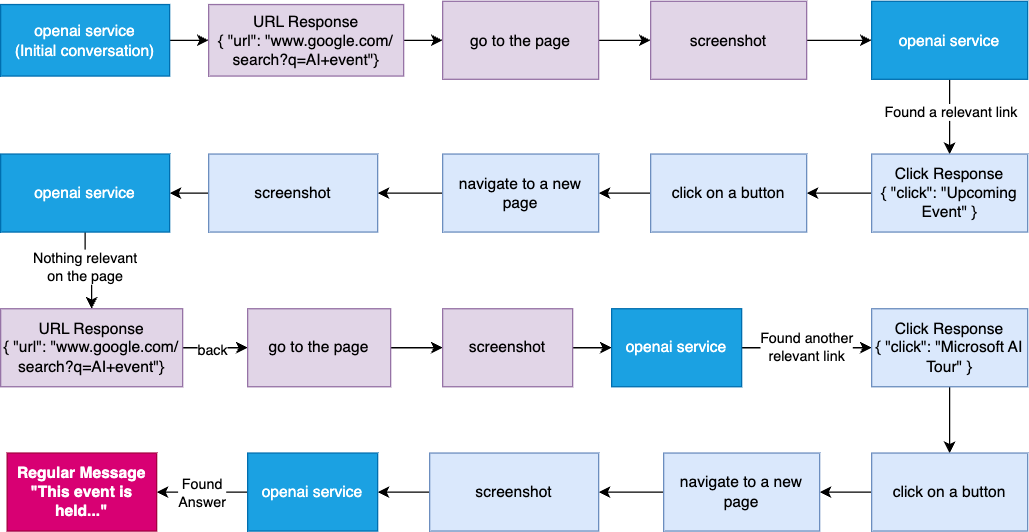 openai service
(Initial conversation)
URL Response
{ "url": "www.google.com/
search?q=AI+event"}
go to the page
screenshot
openai service
Found a relevant link
openai service
screenshot
navigate to a new
page
click on a button
Click Response
{ "click": "Upcoming
Event" }
Nothing relevant
on the page
URL Response
{ "url": "www.google.com/
search?q=AI+event"}
back
go to the page
screenshot
openai service
Found another
relevant link
Click Response
{ "click": "Microsoft AI
Tour" }
Regular Message
"This event is
held..."
Found
Answer
openai service
screenshot
navigate to a new
page
click on a button